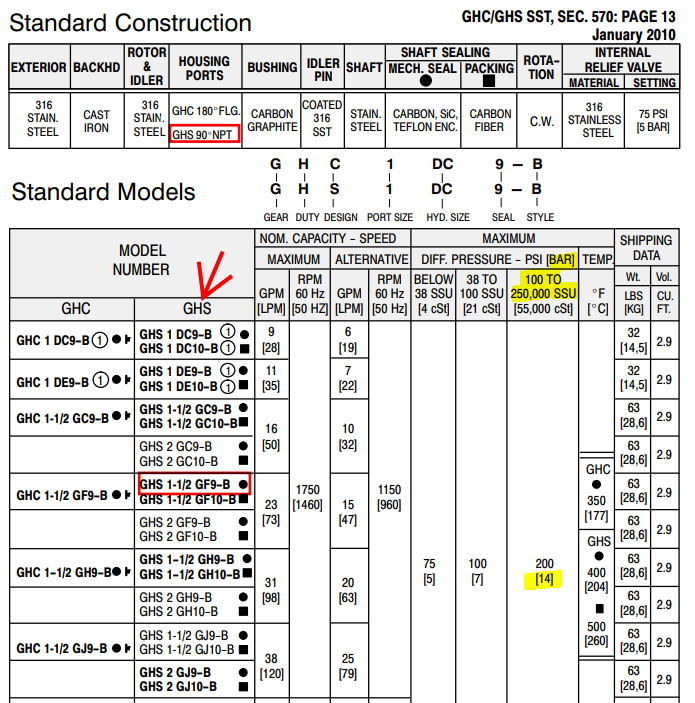 Standard Construction
GHC/GHS SST, SEC. 570: PAGE 13
January 2010
EXTERIOR BACKHD ROTOR & IDLER HOUSING PORTS BUSHING IDLER PIN SHAFT SHAFT SEALING MECH. SEAL ● PACKING ■ ROTA-TION INTERNAL RELIEF VALVE MATERIAL SETTING
316 STAIN. STEEL CAST IRON 316 STAIN. STEEL GHC 180°FLG. GHS 90°NPT CARBON GRAPHITE COATED 316 SST STAIN. STEEL CARBON, SiC, TEFLON ENC. CARBON FIBER C.W. 316 STAINLESS STEEL 75 PSI [5 BAR]
G H C 1 DC 9 – B
Standard Models
G H S 1 DC 9 – B
GEAR DUTY DESIGN PORT SIZE HYD. SIZE SEAL STYLE
MODEL NUMBER
NOM. CAPACITY – SPEED
MAXIMUM
SHIPPING DATA
MAXIMUM ALTERNATIVE DIFF. PRESSURE – PSI [BAR] TEMP.
GHC GHS
GPM [LPM] RPM 60 Hz [50 HZ] GPM [LPM] RPM 60 Hz [50 Hz] BELOW 38 SSU [4 cSt] 38 TO 100 SSU [21 cSt] 100 TO 250,000 SSU [55,000 cSt] °F [°C] Wt. LBS [KG] Vol. CU. FT.
GHC 1 DC9–B ① ● GHS 1 DC9–B ① ●
GHS 1 DC10–B ① ■
9 [28] 6 [19] 32 [14,5] 2.9
GHC 1 DE9–B ① ● GHS 1 DE9–B ① ●
GHS 1 DE10–B ① ■
11 [35] 7 [22] 32 [14,5] 2.9
GHC 1-1/2 GC9–B ● GHS 1-1/2 GC9–B ●
GHS 1-1/2 GC10–B ■
63 [28,6] 2.9
16 [50] 10 [32]
GHS 2 GC9–B ●
GHS 2 GC10–B ■
63 [28,6] 2.9
GHC 1-1/2 GF9–B ● GHS 1-1/2 GF9–B ●
GHS 1-1/2 GF10–B ■
63 [28,6] 2.9
23 [73] 1750 [1460] 15 [47] 1150 [960]
GHS 2 GF9–B ●
GHS 2 GF10–B ■
63 [28,6] 2.9
GHC ● 350 [177]
GHC 1–1/2 GH9–B ● GHS 1–1/2 GH9–B ●
GHS 1–1/2 GH10–B ■
63 [28,6] 2.9
31 [98] 20 [63] 75 [5] 100 [7] 200 [14]
GHS ● 400 [204]
■ 500 [260]
GHS 2 GH9–B ●
GHS 2 GH10–B ■
63 [28,6] 2.9
GHC 1-1/2 GJ9–B ● GHS 1-1/2 GJ9–B ●
GHS 1-1/2 GJ10–B ■
63 [28,6] 2.9
38 [120] 25 [79]
GHS 2 GJ9–B ●
GHS 2 GJ10–B ■
63 [28,6] 2.9